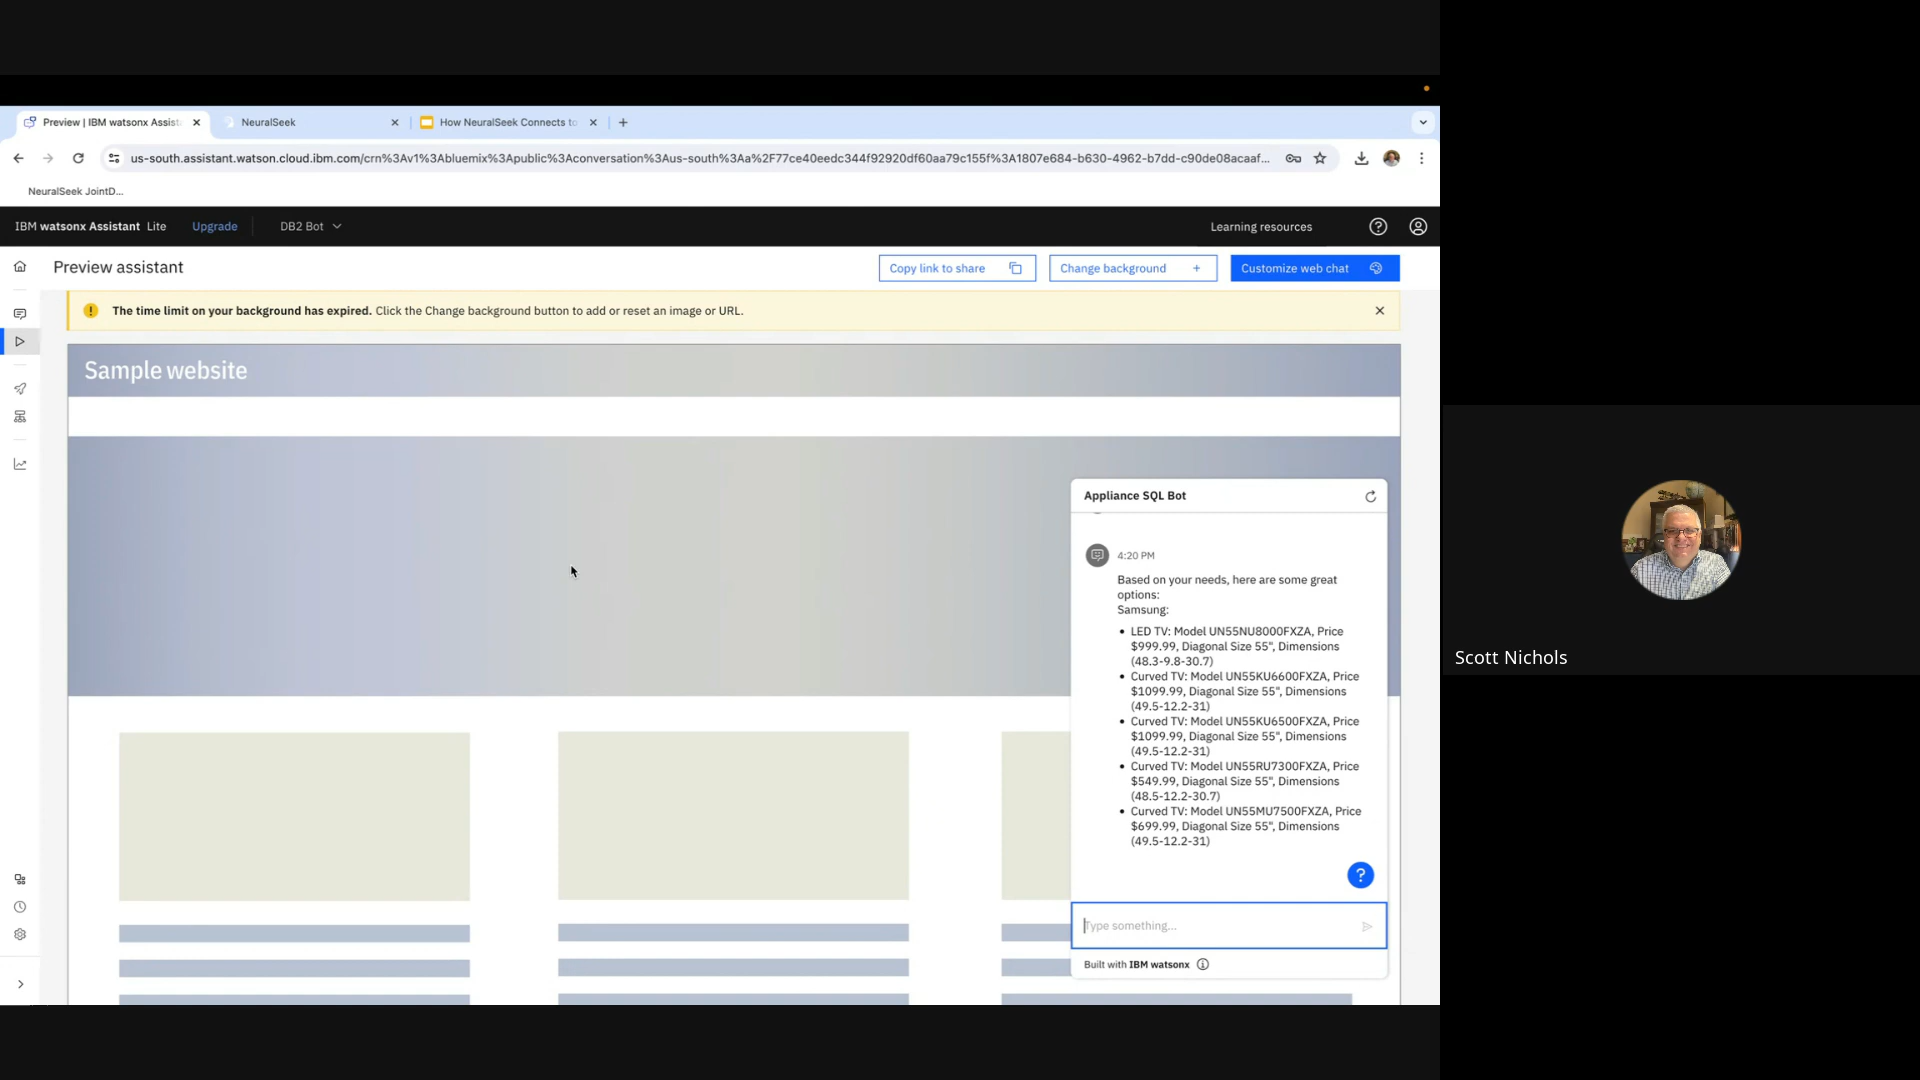 Preview | IBM watsonx Assist
NeuralSeek
How NeuralSeek Connects to
us-south.assistant.watson.cloud.ibm.com/crn%3Av1%3Abluemix%3Apublic%3Aconversation%3Aus-south%3Aa%2F77ce40eedc344f92920df60aa79c155f%3A1807e684-b630-4962-b7dd-c90de08acaaf...
NeuralSeek JointD...
IBM watsonx Assistant Lite
Upgrade
DB2 Bot
Learning resources
Preview assistant
Copy link to share
Change background +
Customize web chat
The time limit on your background has expired. Click the Change background button to add or reset an image or URL.
Sample website
Appliance SQL Bot
4:20 PM
Based on your needs, here are some great
options:
Samsung:
• LED TV: Model UN55NU8000FXZA, Price
$999.99, Diagonal Size 55", Dimensions
(48.3-9.8-30.7)
• Curved TV: Model UN55KU6600FXZA, Price
$1099.99, Diagonal Size 55", Dimensions
(49.5-12.2-31)
• Curved TV: Model UN55KU6500FXZA, Price
$1099.99, Diagonal Size 55", Dimensions
(49.5-12.2-31)
• Curved TV: Model UN55RU7300FXZA, Price
$549.99, Diagonal Size 55", Dimensions
(48.5-12.2-30.7)
• Curved TV: Model UN55MU7500FXZA, Price
$699.99, Diagonal Size 55", Dimensions
(49.5-12.2-31)
?
Type something...
Built with IBM watsonx
Scott Nichols